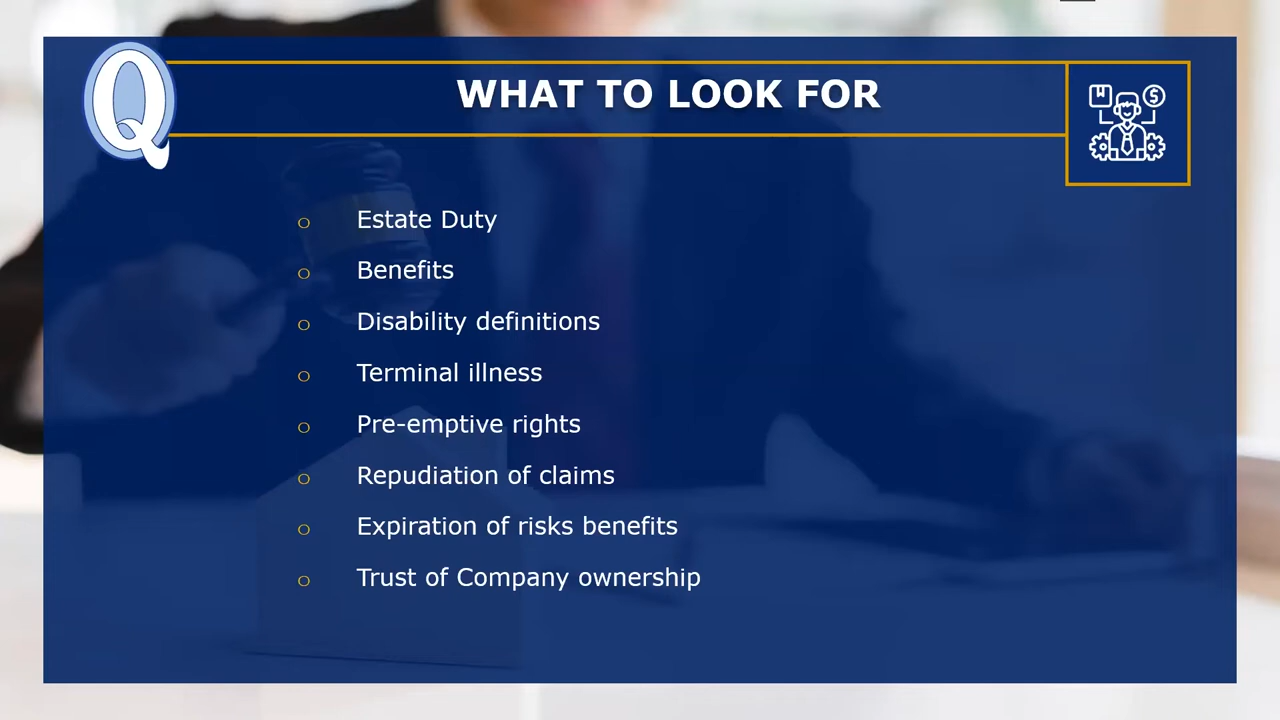 Q
WHAT TO LOOK FOR
$
o Estate Duty
o Benefits
o Disability definitions
o Terminal illness
o Pre-emptive rights
o Repudiation of claims
o Expiration of risks benefits
o Trust of Company ownership